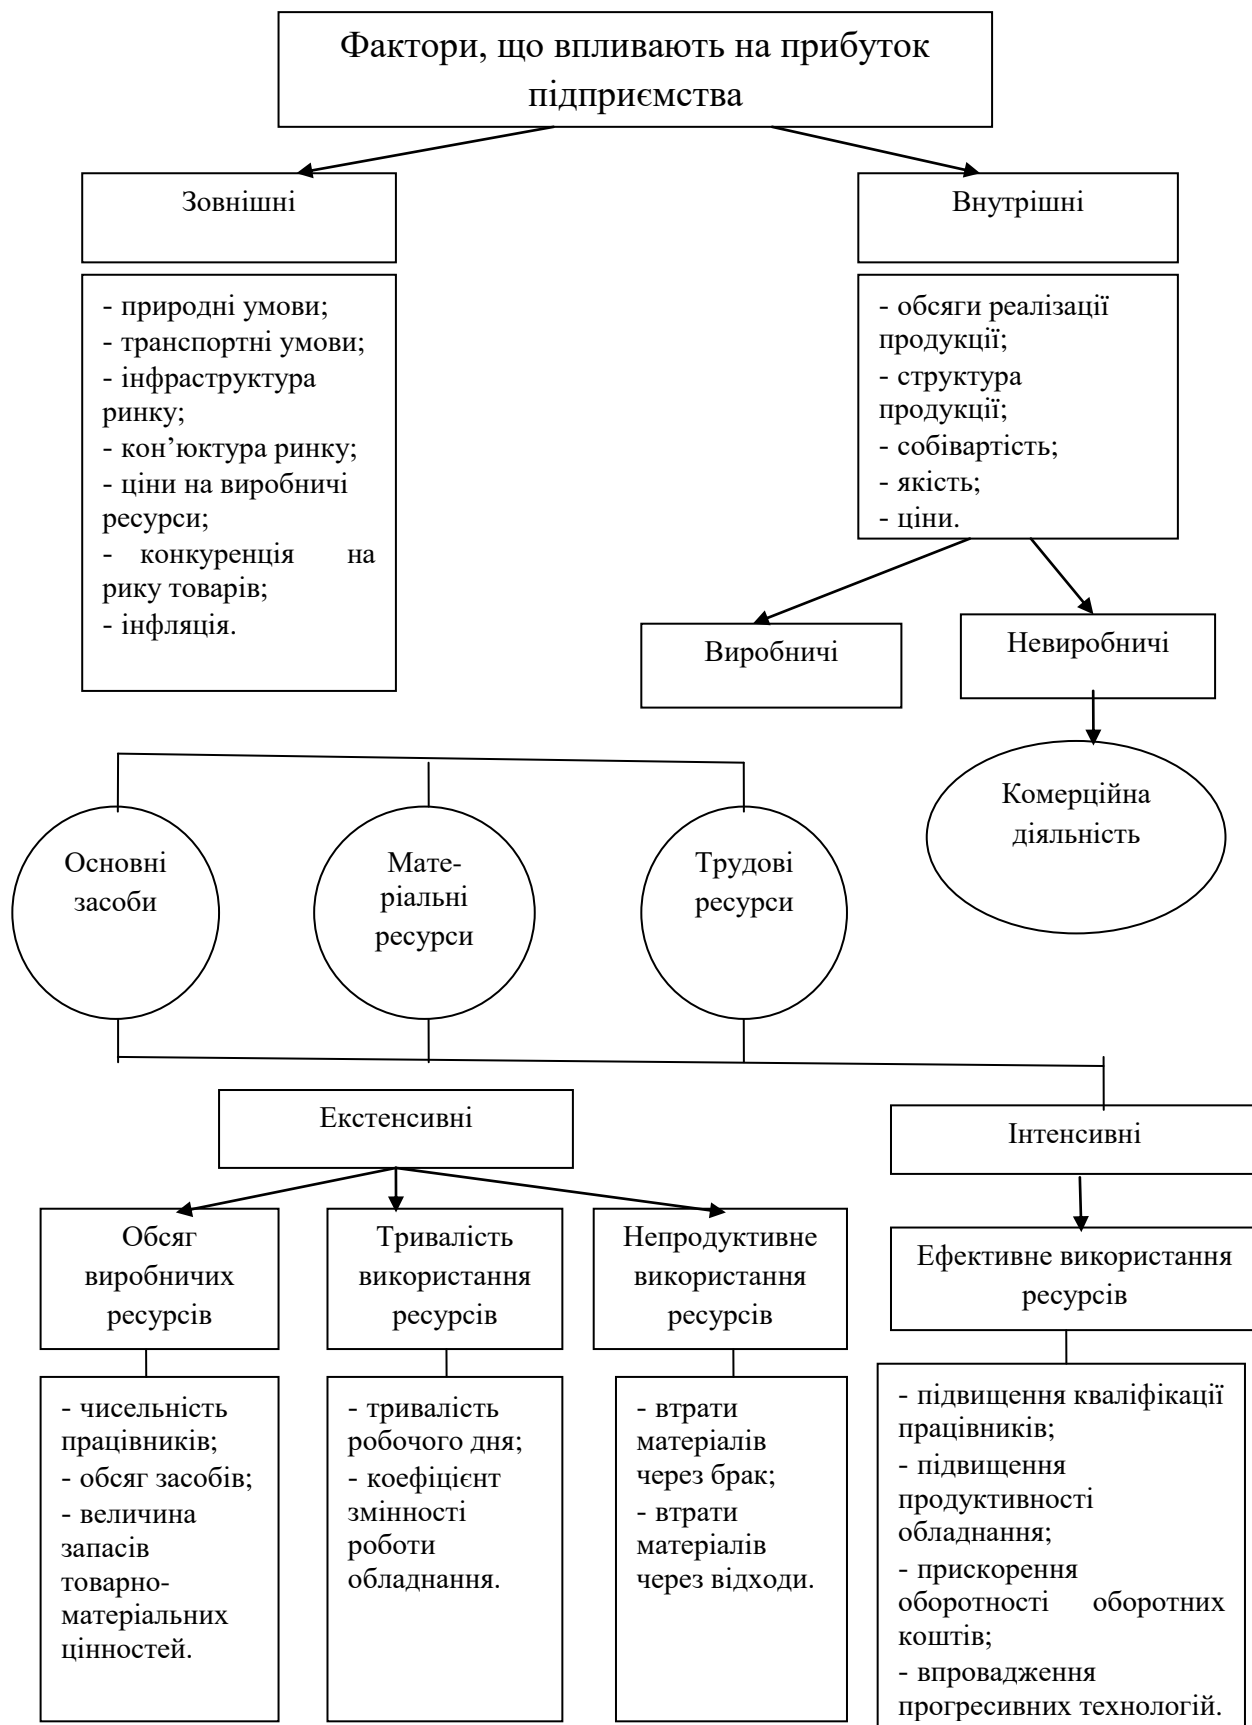 Фактори, що впливають на прибуток
підприємства
Зовнішні
Внутрішні
- природні умови;
- транспортні умови;
- інфраструктура
ринку;
- кон’юктура ринку;
- ціни на виробничі
ресурси;
- конкуренція на
рику товарів;
- інфляція.
- обсяги реалізації
продукції;
- структура
продукції;
- собівартість;
- якість;
- ціни.
Виробничі
Невиробничі
Комерційна
діяльність
Основні
засоби
Мате-
ріальні
ресурси
Трудові
ресурси
Екстенсивні
Інтенсивні
Обсяг
виробничих
ресурсів
Тривалість
використання
ресурсів
Непродуктивне
використання
ресурсів
Ефективне використання
ресурсів
- чисельність
працівників;
- обсяг засобів;
- величина
запасів
товарно-
матеріальних
цінностей.
- тривалість
робочого дня;
- коефіцієнт
змінності
роботи
обладнання.
- втрати
матеріалів
через брак;
- втрати
матеріалів
через відходи.
- підвищення кваліфікації
працівників;
- підвищення
продуктивності
обладнання;
- прискорення
оборотності оборотних
коштів;
- впровадження
прогресивних технологій.